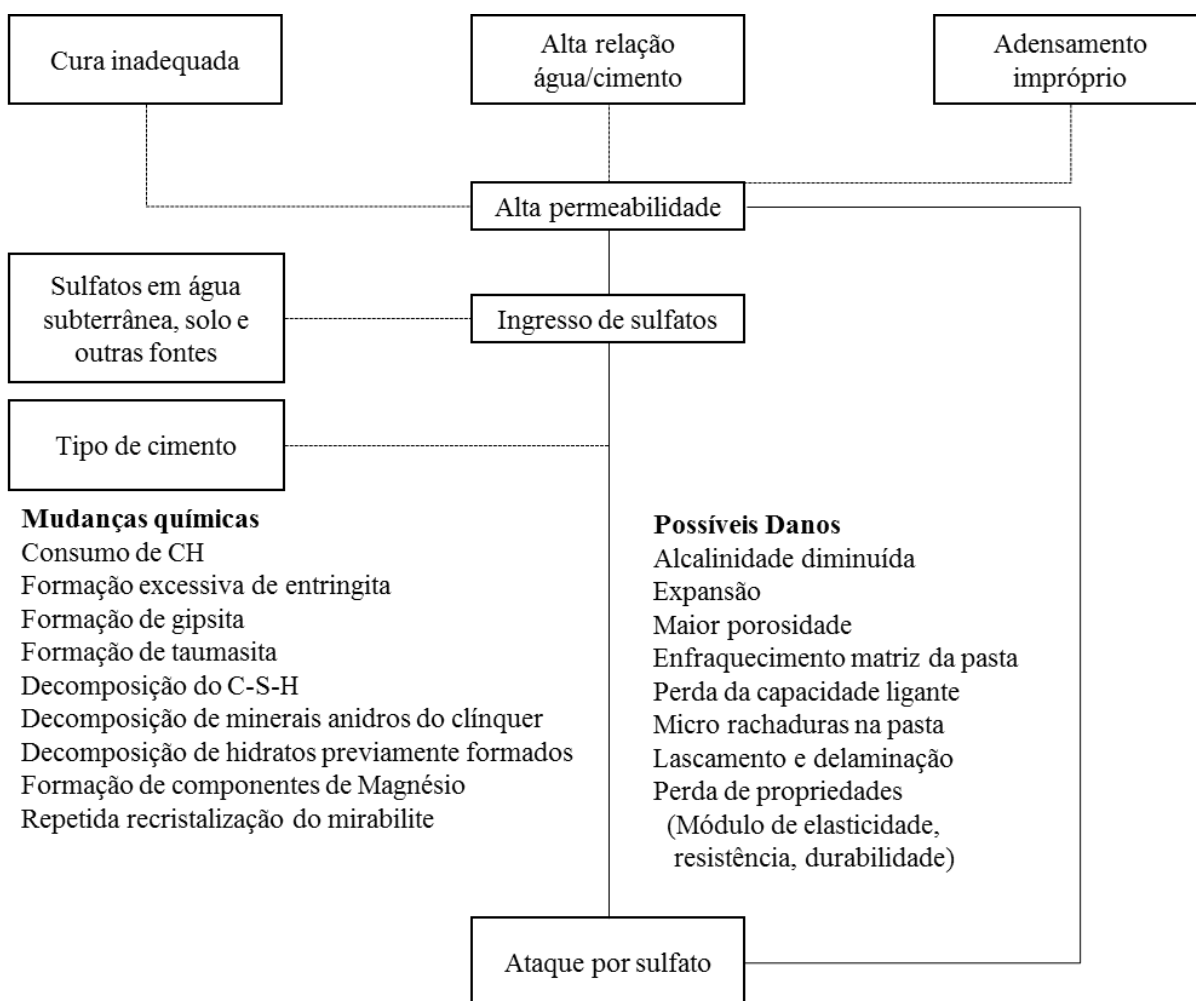 Cura inadequada
Alta relação
água/cimento
Adensamento
impróprio
Alta permeabilidade
Sulfatos em água
subterrânea, solo e
outras fontes
Ingresso de sulfatos
Tipo de cimento
Mudanças químicas
Consumo de CH
Formação excessiva de entringita
Formação de gipsita
Formação de taumasita
Decomposição do C-S-H
Decomposição de minerais anidros do clínquer
Decomposição de hidratos previamente formados
Formação de componentes de Magnésio
Repetida recristalização do mirabilite
Possíveis Danos
Alcalinidade diminuída
Expansão
Maior porosidade
Enfraquecimento matriz da pasta
Perda da capacidade ligante
Micro rachaduras na pasta
Lascamento e delaminação
Perda de propriedades
(Módulo de elasticidade,
resistência, durabilidade)
Ataque por sulfato